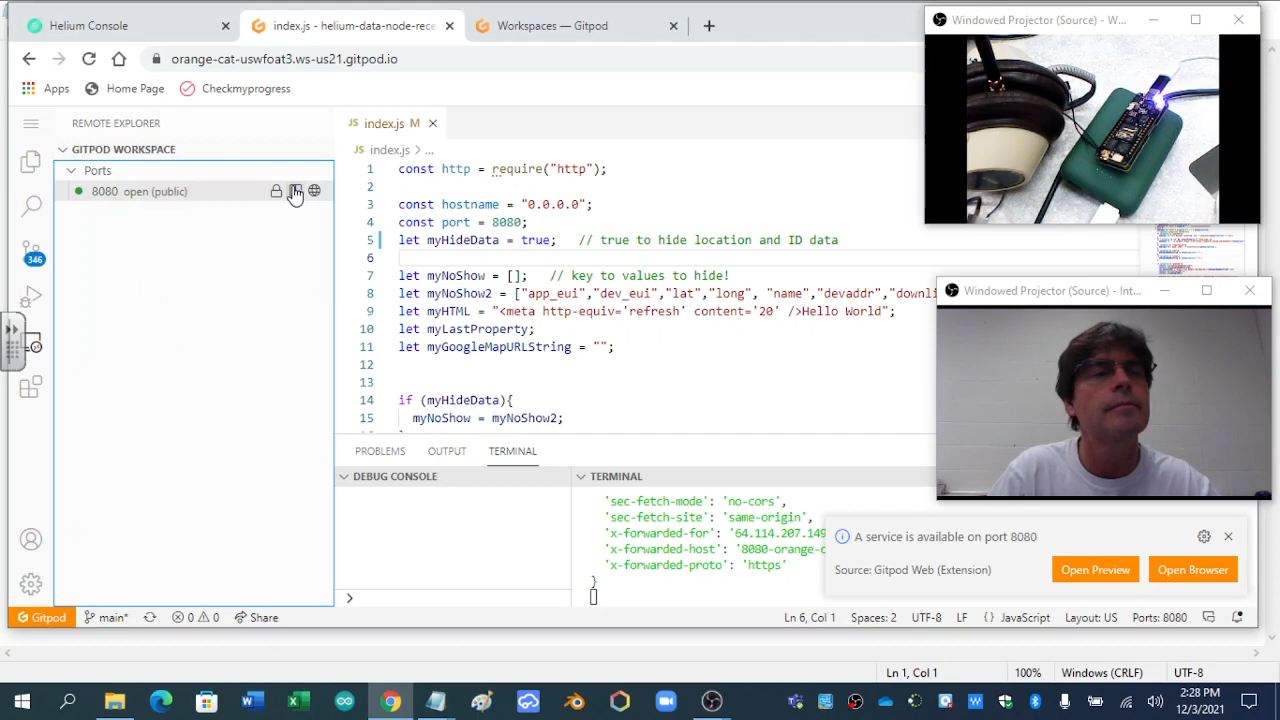 Helium Console
index.js - helium-data-node-rece
Workspaces — Gitpod
Windowed Projector (Source) - W...
orange-cat-uswfoat3.ws-us21.gitpod.io
Apps
Home Page
Checkmyprogress
REMOTE EXPLORER
JS index.js M
GITPOD WORKSPACE
JS index.js > ...
Ports
8080 open (public)
1 const http = require("http");
2
3 const hostname = "0.0.0.0";
4 const port = 8080;
5 let myHideData = true; // true to hide location and ID data
6
7 let myNoShow = []; // key to values to hide!
8 let myNoShow2 = ["app_eui","dev_eui","lat","long", "name","devaddr","downli
9 let myHTML = "<meta http-equiv='refresh' content='20' />Hello World";
10 let myLastProperty;
11 let myGoogleMapURLString = "";
12
13
14 if (myHideData){
15 myNoShow = myNoShow2;
346
Windowed Projector (Source) - Int...
PROBLEMS OUTPUT TERMINAL
DEBUG CONSOLE
TERMINAL
'sec-fetch-mode': 'no-cors',
'sec-fetch-site': 'same-origin',
'x-forwarded-for': '64.114.207.149
'x-forwarded-host': '8080-orange-c
'x-forwarded-proto': 'https'
}
>
A service is available on port 8080
Source: Gitpod Web (Extension)
Open Preview
Open Browser
Gitpod
main*
0 0
Share
Ln 6, Col 1
Spaces: 2
UTF-8
LF
{} JavaScript
Layout: US
Ports: 8080
Ln 1, Col 1
100%
Windows (CRLF)
UTF-8
2:28 PM
12/3/2021